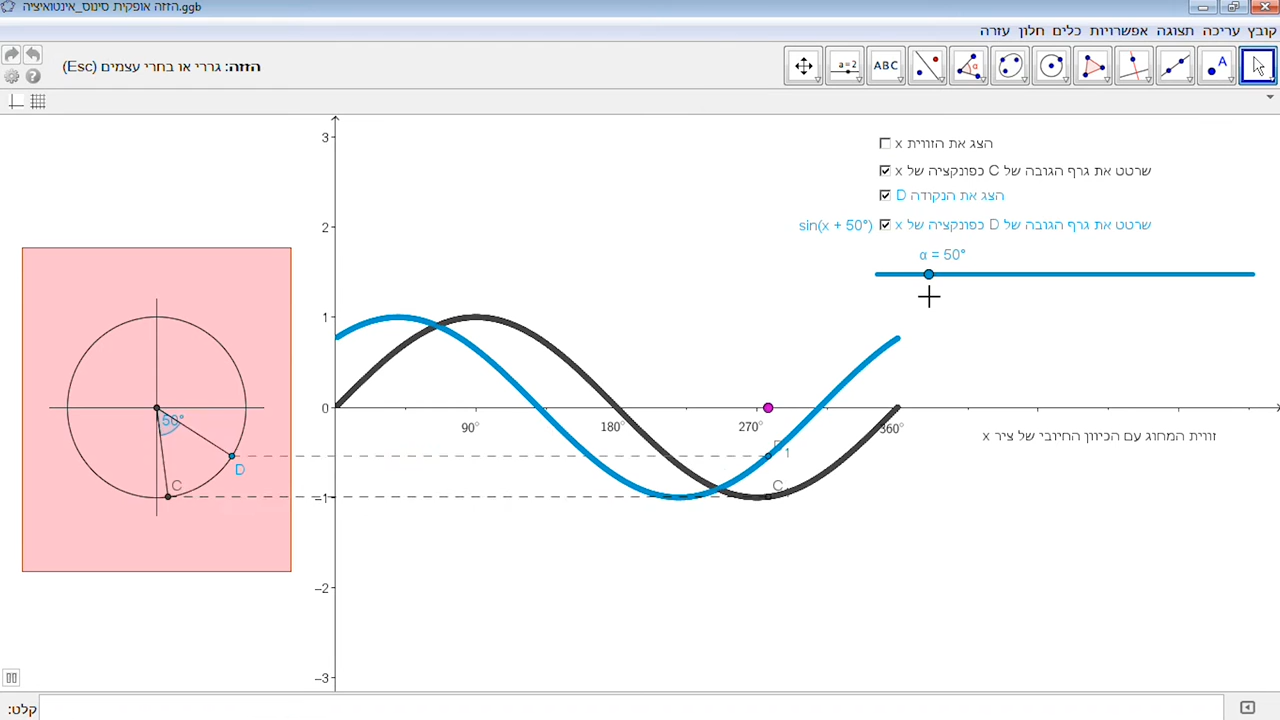 הזזה אופקית סינוס_אינטואיציה.ggb
קובץ עריכה תצוגה אפשרויות כלים חלון עזרה
הזזה: גררי או בחרי עצמים (Esc)
a=2
ABC
A
הצג את הזווית x
שרטט את גרף הגובה של C כפונקציה של x
הצג את הנקודה D
שרטט את גרף הגובה של D כפונקציה של x
sin(x + 50°)
α = 50°
3
2
1
0
–1
–2
–3
90°
180°
270°
360°
זווית המחוג עם הכיוון החיובי של ציר x
50°
D
C
D 1
C
קלט: